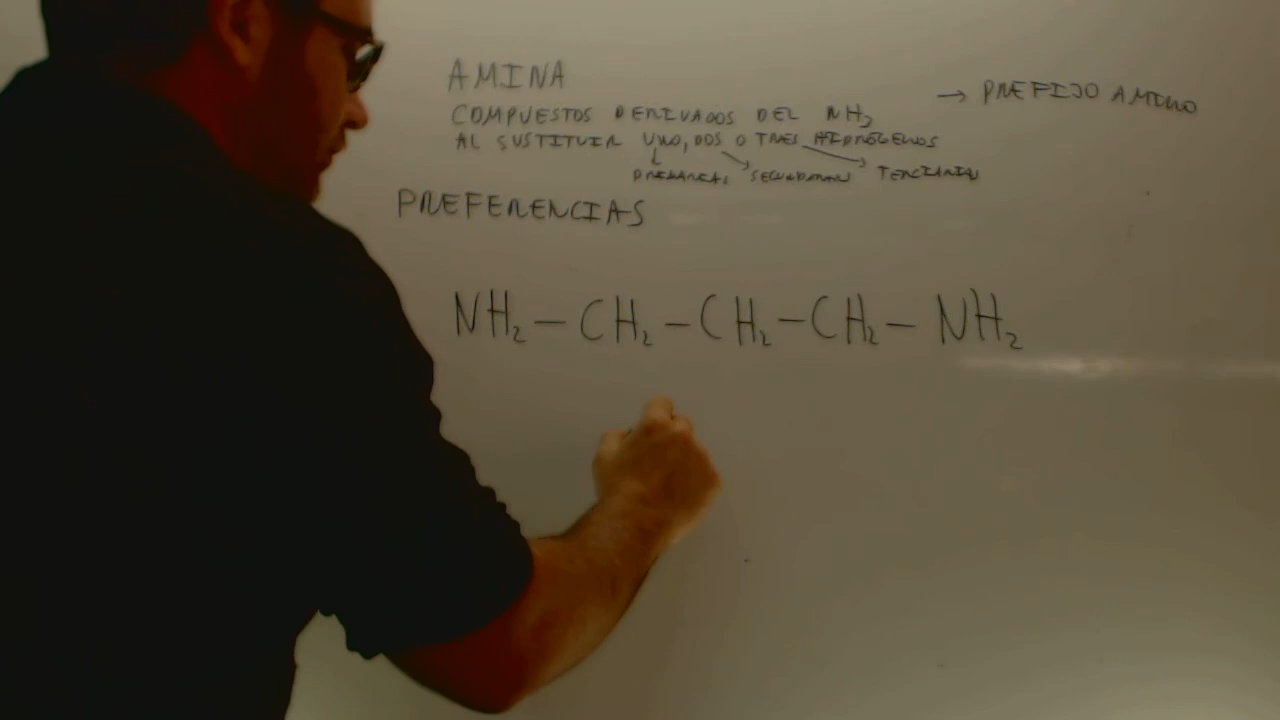 AMINA
COMPUESTOS DERIVADOS DEL NH3
AL SUSTITUIR UNO, DOS O TRES HIDRÓGENOS
→ PREFIJO AMINO
PRIMARIAS SECUNDARIAS TERCIARIAS
PREFERENCIAS
NH2 – CH2 – CH2 – CH2 – NH2